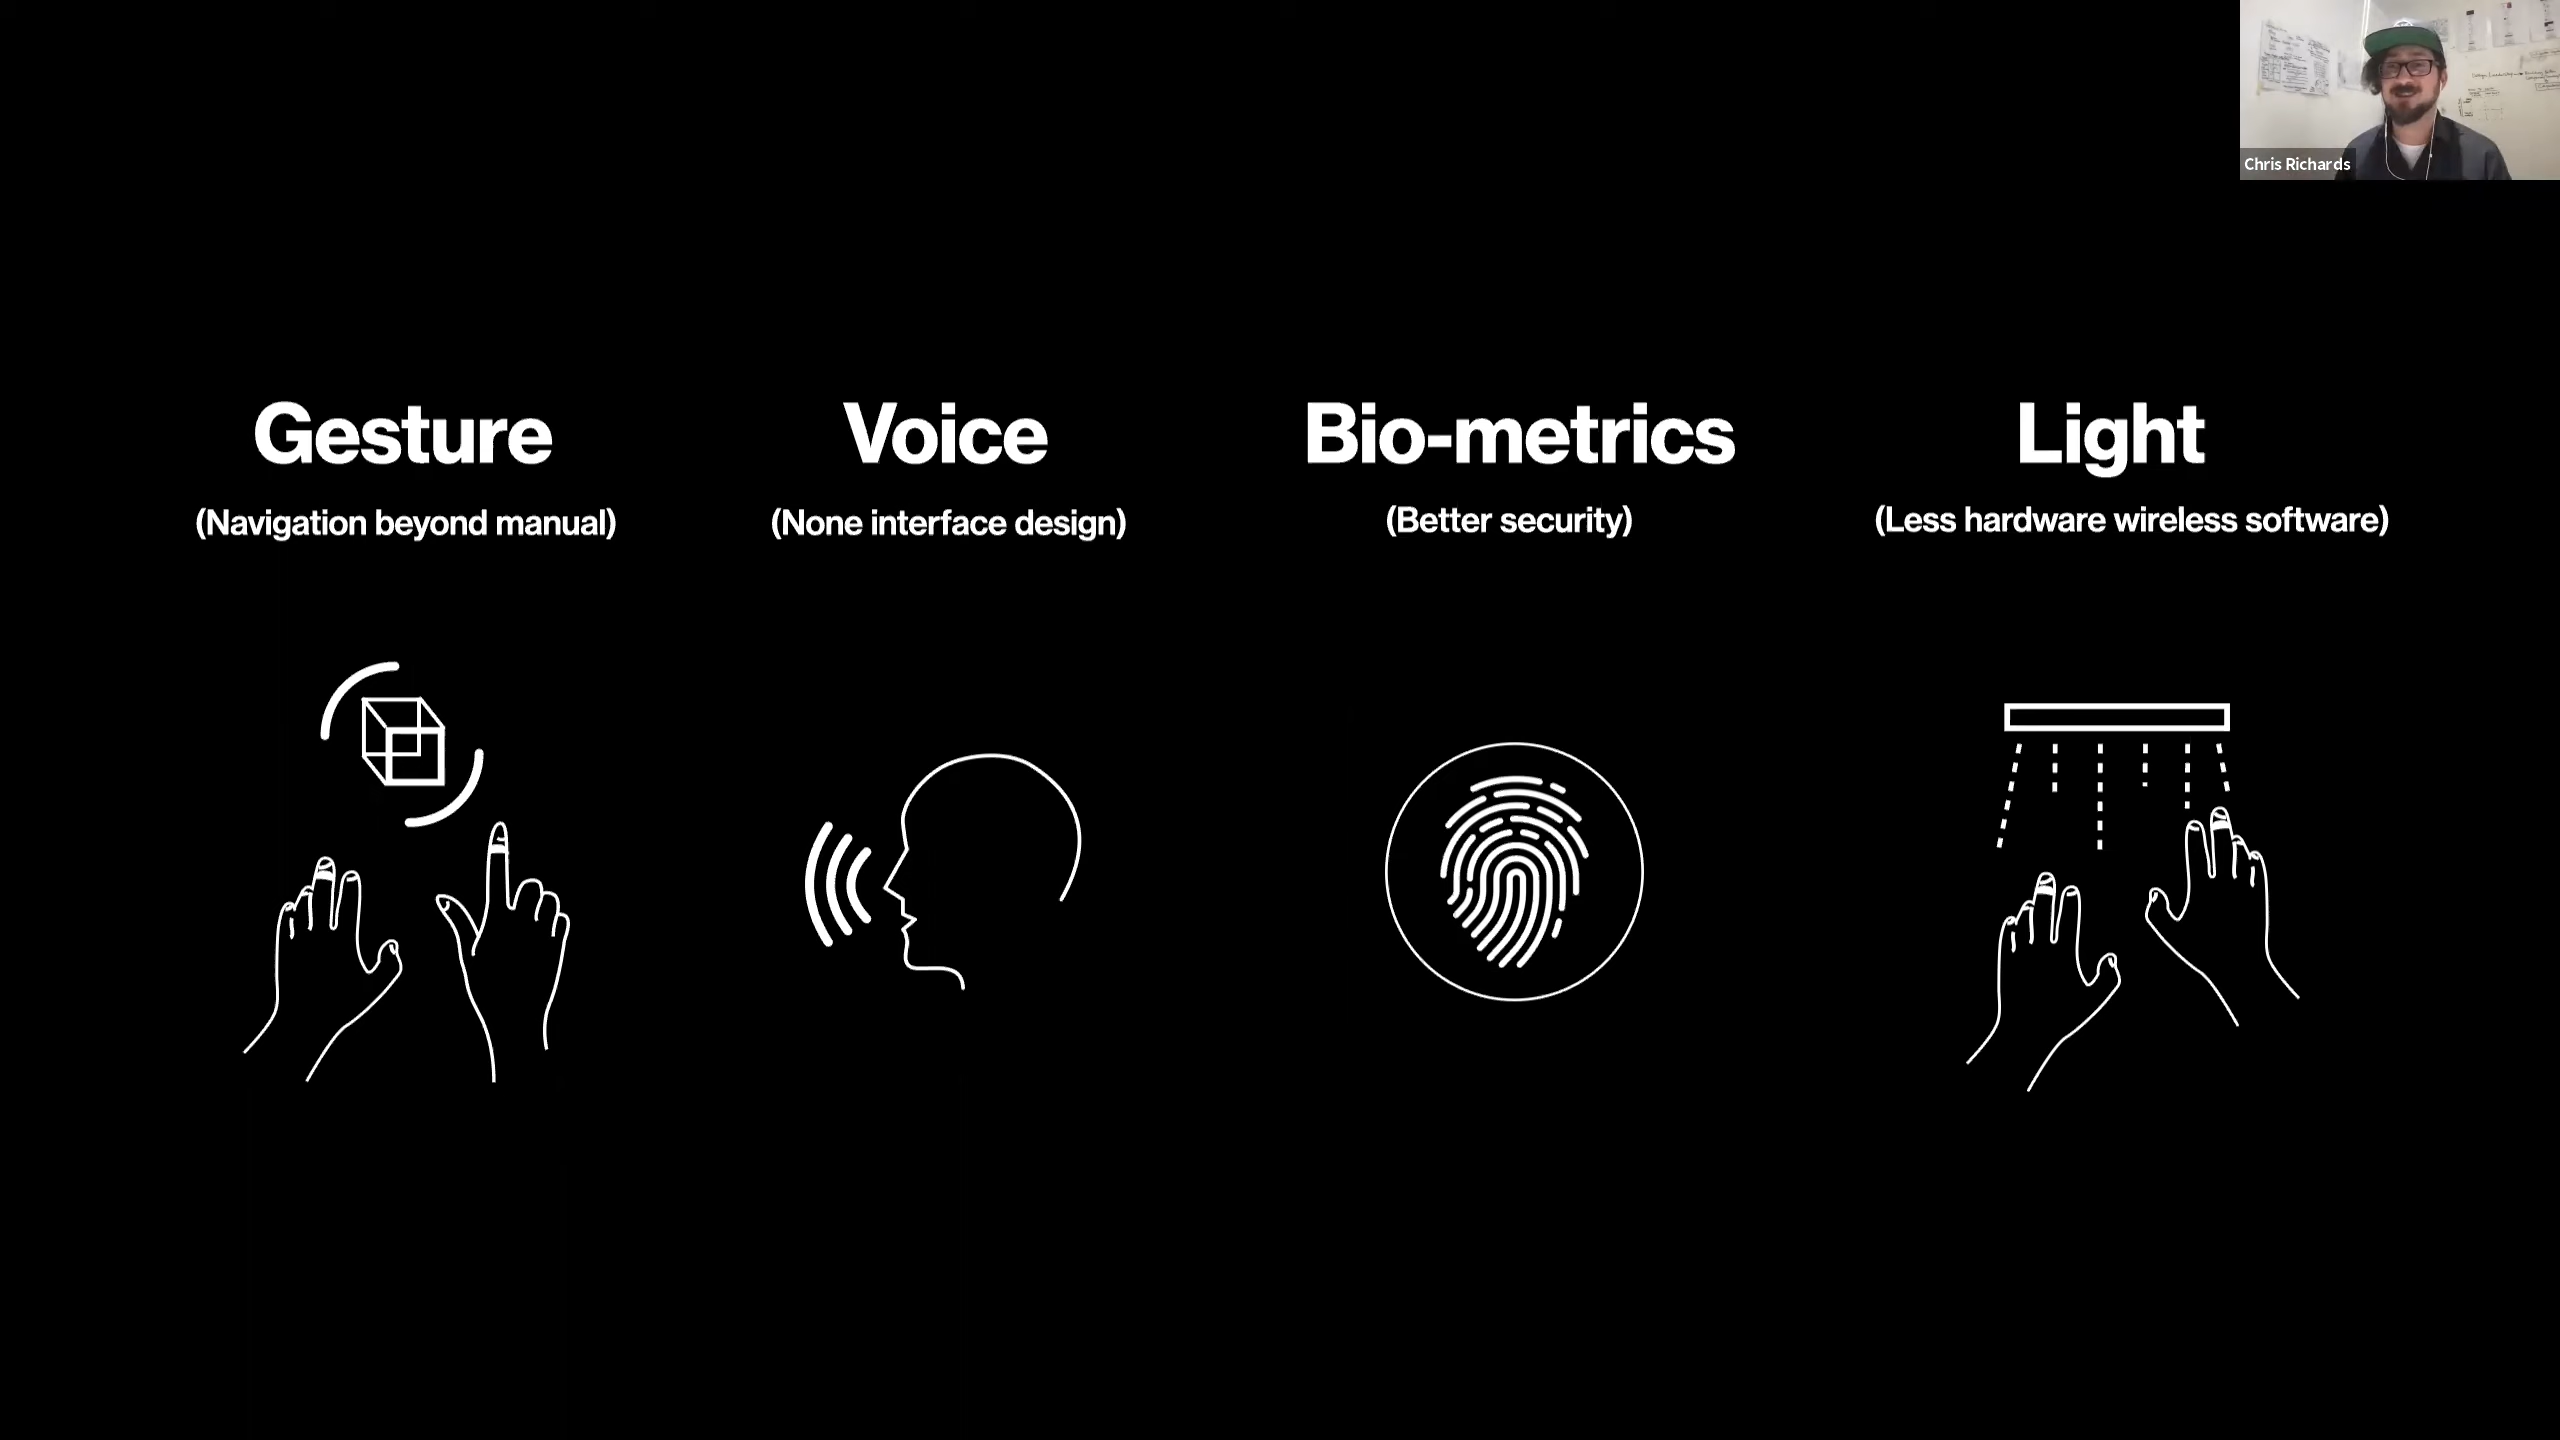 Chris Richards
Gesture
Voice
Bio-metrics
Light
(Navigation beyond manual)
(None interface design)
(Better security)
(Less hardware wireless software)